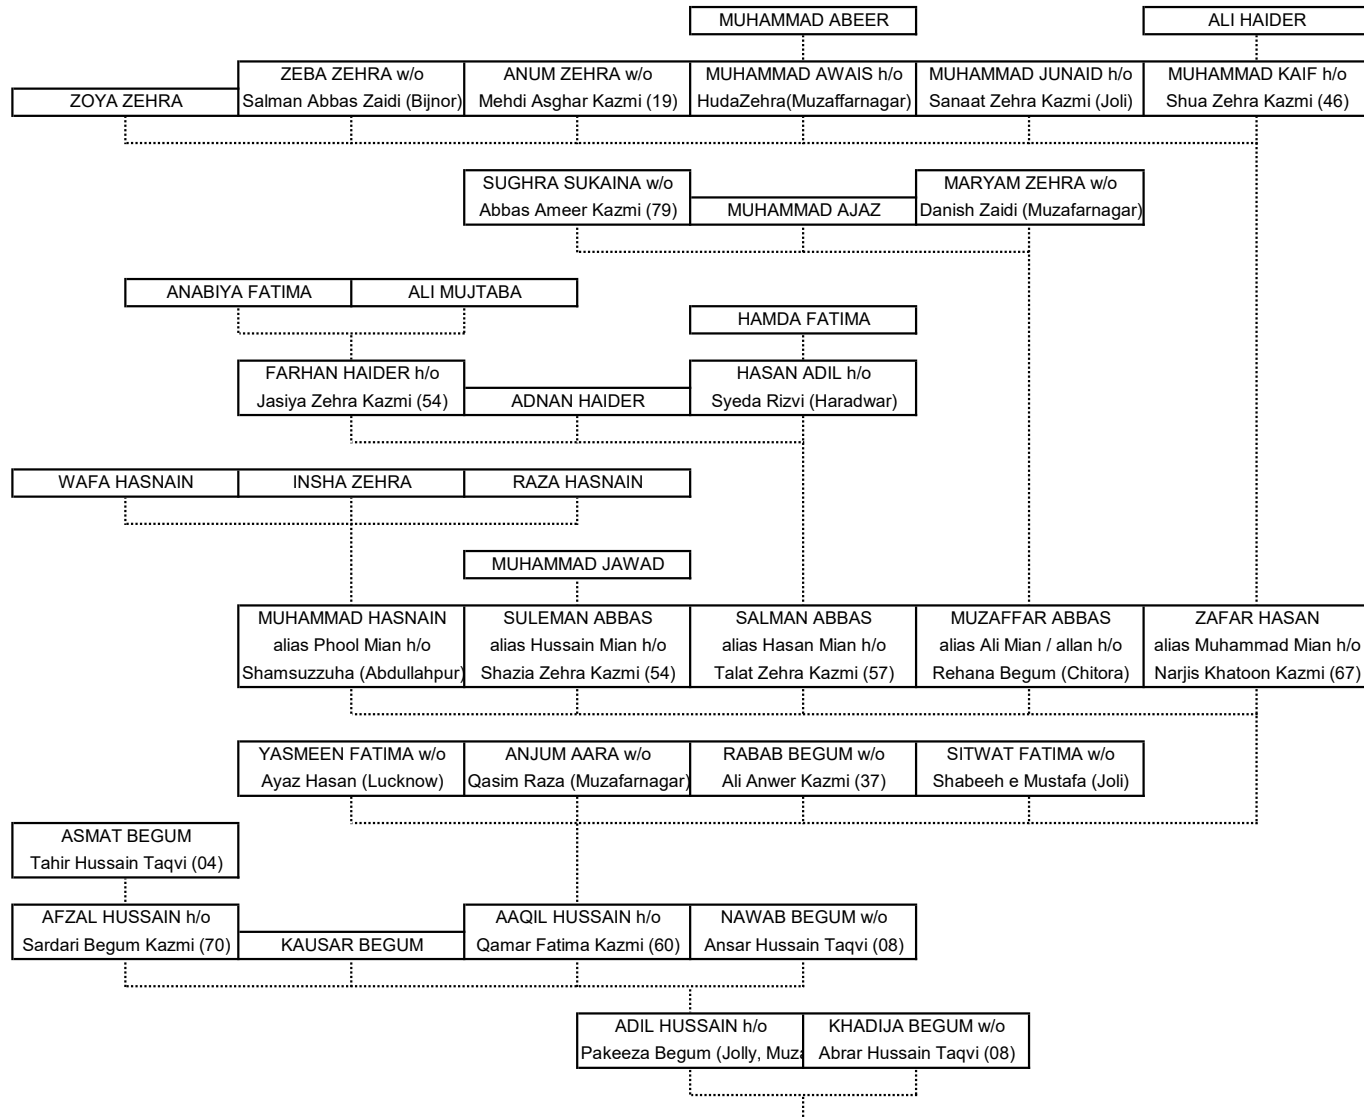 MUHAMMAD ABEER
ALI HAIDER
ZOYA ZEHRA
ZEBA ZEHRA w/o
Salman Abbas Zaidi (Bijnor)
ANUM ZEHRA w/o
Mehdi Asghar Kazmi (19)
MUHAMMAD AWAIS h/o
HudaZehra(Muzaffarnagar)
MUHAMMAD JUNAID h/o
Sanaat Zehra Kazmi (Joli)
MUHAMMAD KAIF h/o
Shua Zehra Kazmi (46)
SUGHRA SUKAINA w/o
Abbas Ameer Kazmi (79)
MUHAMMAD AJAZ
MARYAM ZEHRA w/o
Danish Zaidi (Muzafarnagar)
ANABIYA FATIMA
ALI MUJTABA
HAMDA FATIMA
FARHAN HAIDER h/o
Jasiya Zehra Kazmi (54)
ADNAN HAIDER
HASAN ADIL h/o
Syeda Rizvi (Haradwar)
WAFA HASNAIN
INSHA ZEHRA
RAZA HASNAIN
MUHAMMAD JAWAD
MUHAMMAD HASNAIN
alias Phool Mian h/o
Shamsuzzuha (Abdullahpur)
SULEMAN ABBAS
alias Hussain Mian h/o
Shazia Zehra Kazmi (54)
SALMAN ABBAS
alias Hasan Mian h/o
Talat Zehra Kazmi (57)
MUZAFFAR ABBAS
alias Ali Mian / allan h/o
Rehana Begum (Chitora)
ZAFAR HASAN
alias Muhammad Mian h/o
Narjis Khatoon Kazmi (67)
YASMEEN FATIMA w/o
Ayaz Hasan (Lucknow)
ANJUM AARA w/o
Qasim Raza (Muzafarnagar)
RABAB BEGUM w/o
Ali Anwer Kazmi (37)
SITWAT FATIMA w/o
Shabeeh e Mustafa (Joli)
ASMAT BEGUM
Tahir Hussain Taqvi (04)
AFZAL HUSSAIN h/o
Sardari Begum Kazmi (70)
KAUSAR BEGUM
AAQIL HUSSAIN h/o
Qamar Fatima Kazmi (60)
NAWAB BEGUM w/o
Ansar Hussain Taqvi (08)
ADIL HUSSAIN h/o
Pakeeza Begum (Jolly, Muza
KHADIJA BEGUM w/o
Abrar Hussain Taqvi (08)